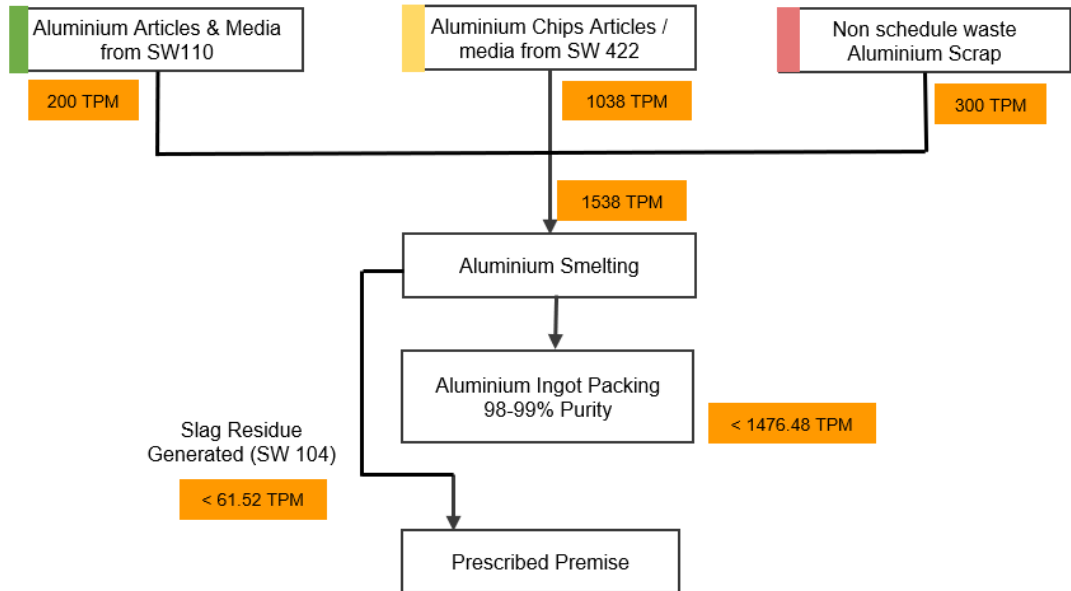 Aluminium Articles & Media
from SW110
Aluminium Chips Articles /
media from SW 422
Non schedule waste
Aluminium Scrap
200 TPM
1038 TPM
300 TPM
1538 TPM
Aluminium Smelting
Aluminium Ingot Packing
98-99% Purity
< 1476.48 TPM
Slag Residue
Generated (SW 104)
< 61.52 TPM
Prescribed Premise